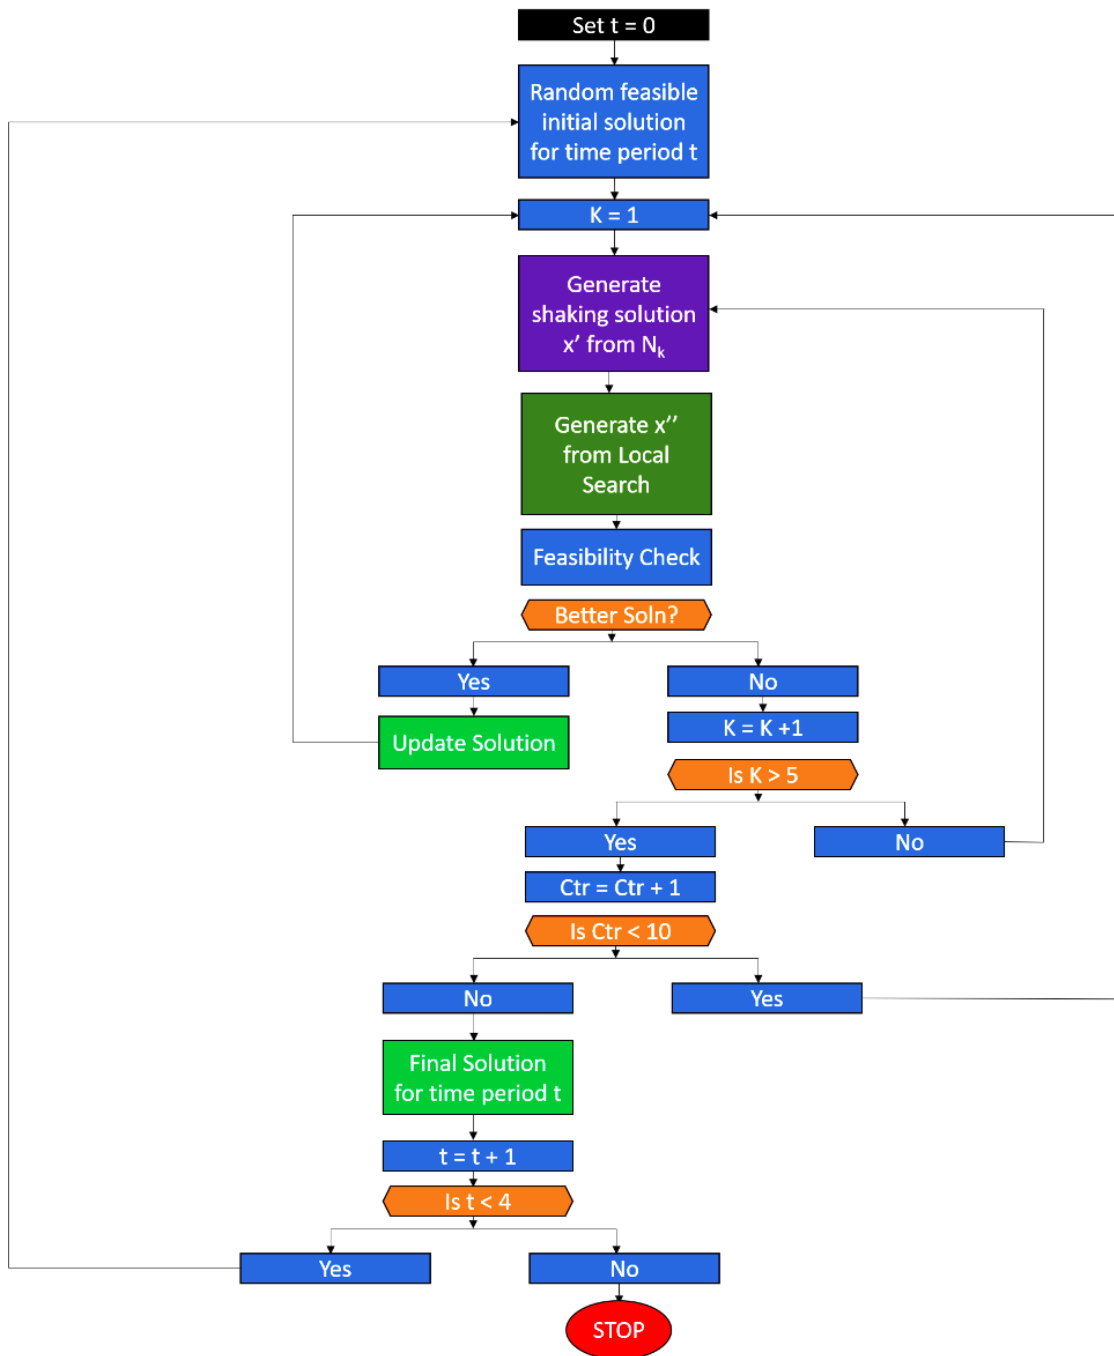 Set t = 0
Random feasible
initial solution
for time period t
K = 1
Generate
shaking solution
x’ from Nₖ
Generate x’’
from Local
Search
Feasibility Check
Better Soln?
Yes
No
Update Solution
K = K +1
Is K > 5
Yes
No
Ctr = Ctr + 1
Is Ctr < 10
No
Yes
Final Solution
for time period t
t = t + 1
Is t < 4
Yes
No
STOP